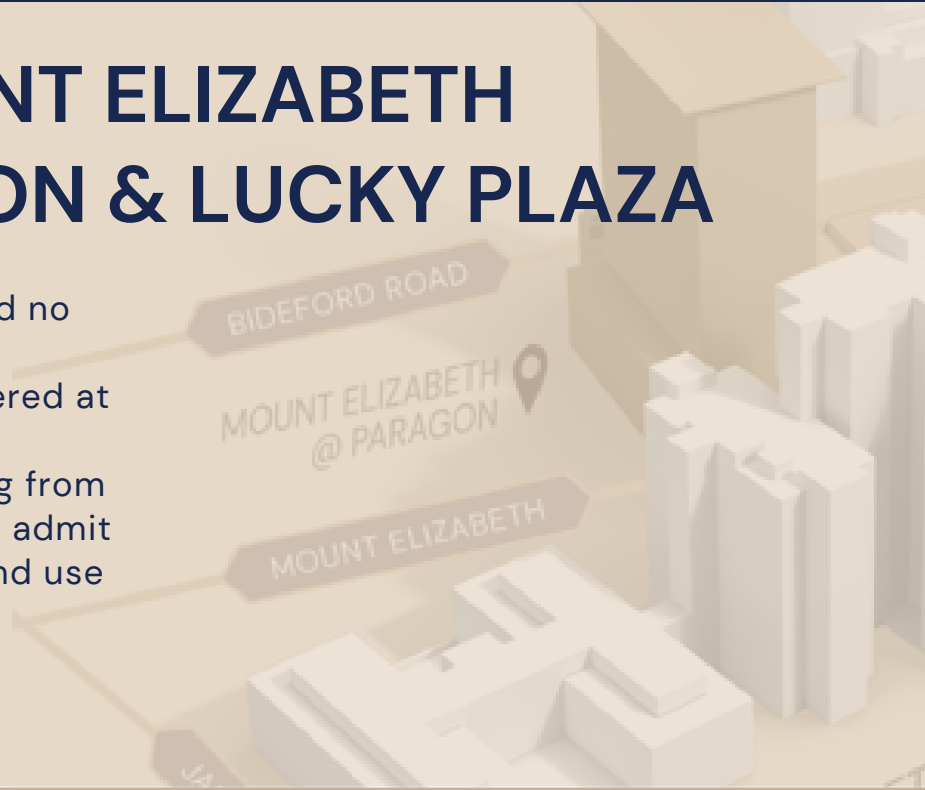 NT ELIZABETH
ON & LUCKY PLAZA
d no
ered at
g from
admit
nd use
BIDEFORD ROAD
MOUNT ELIZABETH
@ PARAGON
MOUNT ELIZABETH
JA